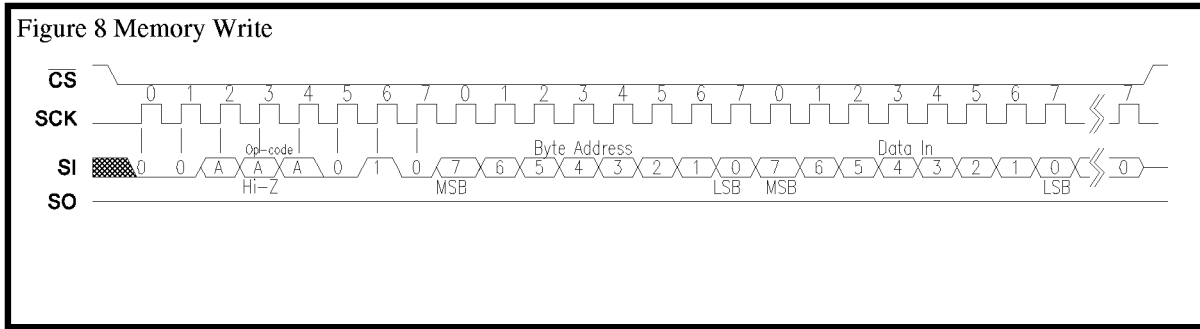 Figure 8 Memory Write
CS
0 1 2 3 4 5 6 7 0 1 2 3 4 5 6 7 0 1 2 3 4 5 6 7 7
SCK
Op-code Byte Address Data In
SI 0 0 A A A 0 1 0 7 6 5 4 3 2 1 0 7 6 5 4 3 2 1 0 0
Hi-Z MSB LSB MSB LSB
SO